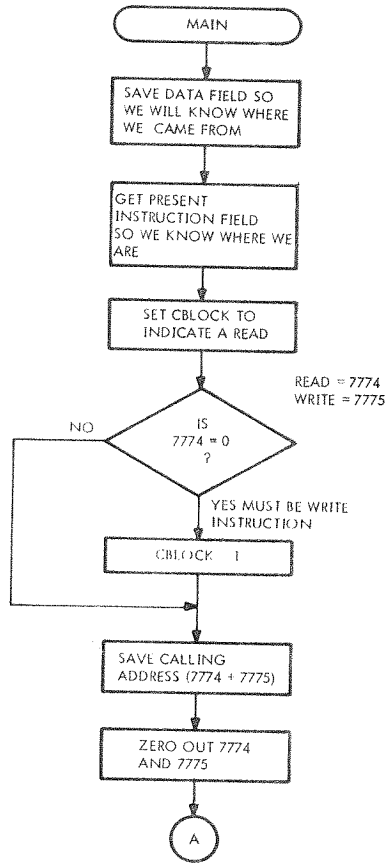 MAIN
SAVE DATA FIELD SO
WE WILL KNOW WHERE
WE CAME FROM
GET PRESENT
INSTRUCTION FIELD
SO WE KNOW WHERE WE
ARE
SET CBLOCK TO
INDICATE A READ
READ = 7774
WRITE = 7775
NO
IS
7774 = 0
?
YES MUST BE WRITE
INSTRUCTION
CBLOCK 1
SAVE CALLING
ADDRESS (7774 + 7775)
ZERO OUT 7774
AND 7775
A